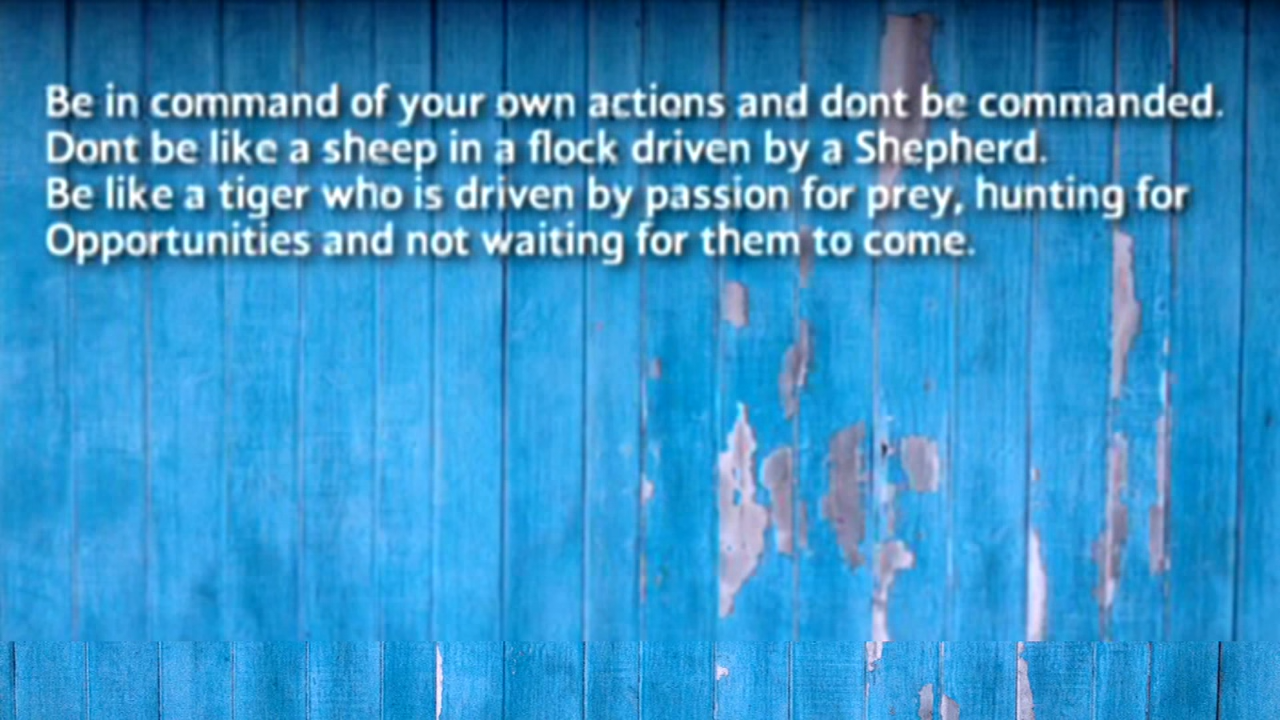 Be in command of your own actions and dont be commanded.
Dont be like a sheep in a flock driven by a Shepherd.
Be like a tiger who is driven by passion for prey, hunting for
Opportunities and not waiting for them to come.